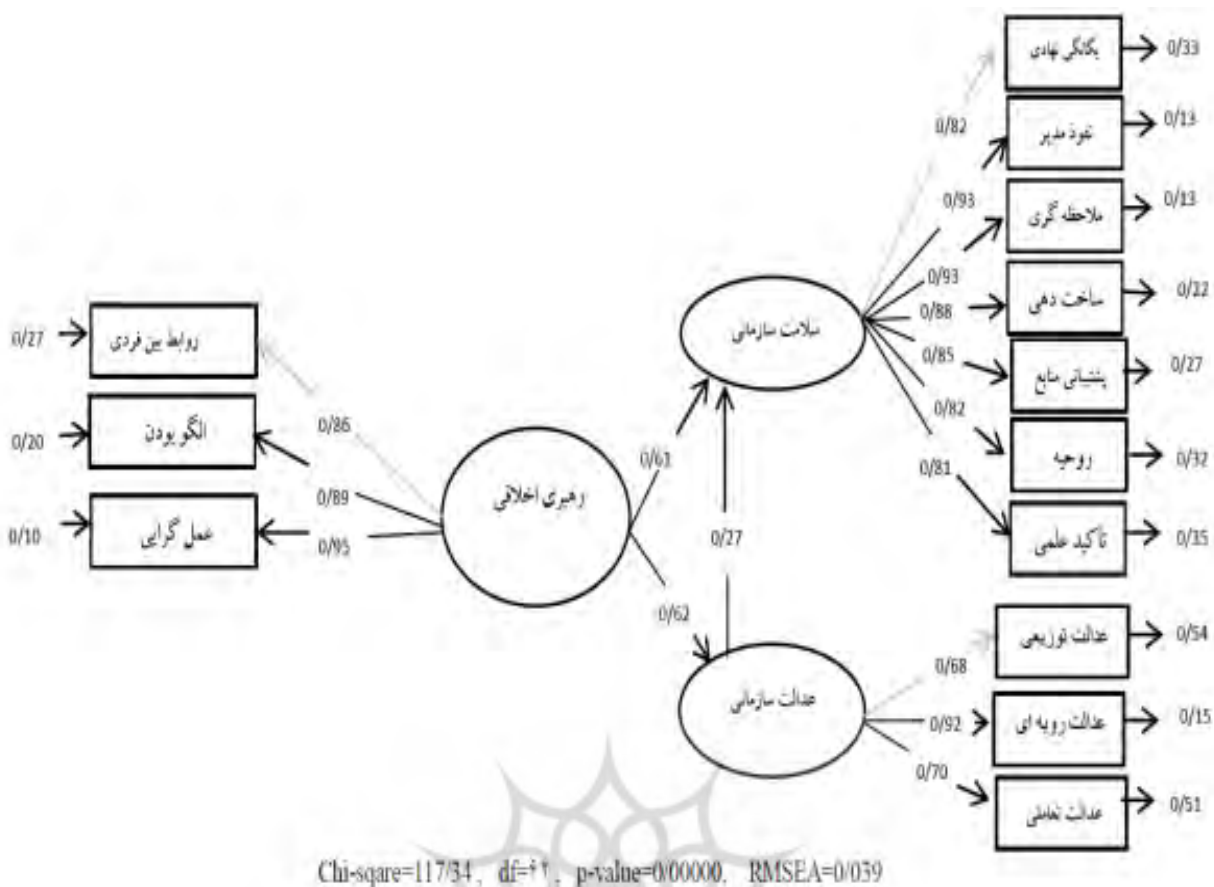 یگانگی نهادی
0/33
0/82
نفوذ مدیر
0/13
0/93
ملاحظه گری
0/13
0/93
ساخت دهی
0/22
0/88
پشتیبانی منابع
0/27
0/85
روحیه
0/32
0/82
تأکید علمی
0/35
0/81
سلامت سازمانی
روابط بین فردی
0/27
0/86
الگو بودن
0/20
0/89
عمل گرایی
0/10
0/95
رهبری اخلاقی
0/61
0/27
0/62
عدالت سازمانی
عدالت توزیعی
0/54
0/68
عدالت رویه ای
0/15
0/92
عدالت تعاملی
0/51
0/70
Chi-sqare=117/34 , df= , p-value=0/00000, RMSEA=0/039